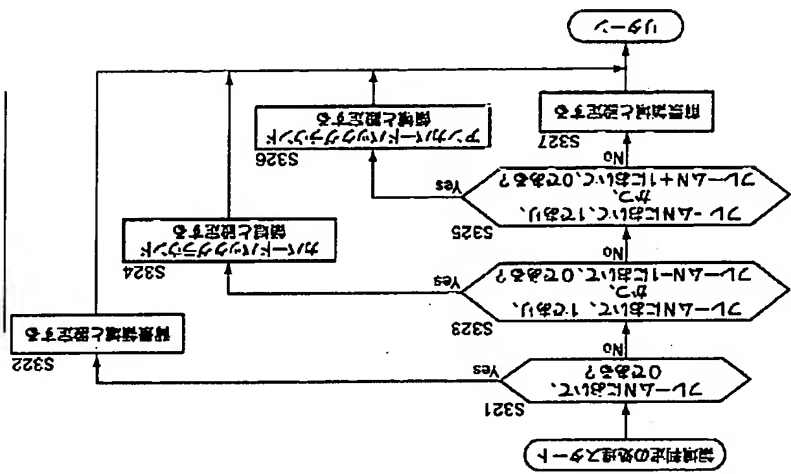 領域判定の処理スタート
S321
フレームNにおいて、
0である?
Yes
No
S322
背景領域と設定する
S323
フレームNにおいて、1であり、
かつ、
フレームN-1において、0である?
Yes
No
S324
カバードバックグラウンド
領域と設定する
S325
フレームNにおいて、1であり、
かつ、
フレームN+1において、0である?
Yes
No
S326
アンカバードバックグラウンド
領域と設定する
S327
前景領域と設定する
リターン